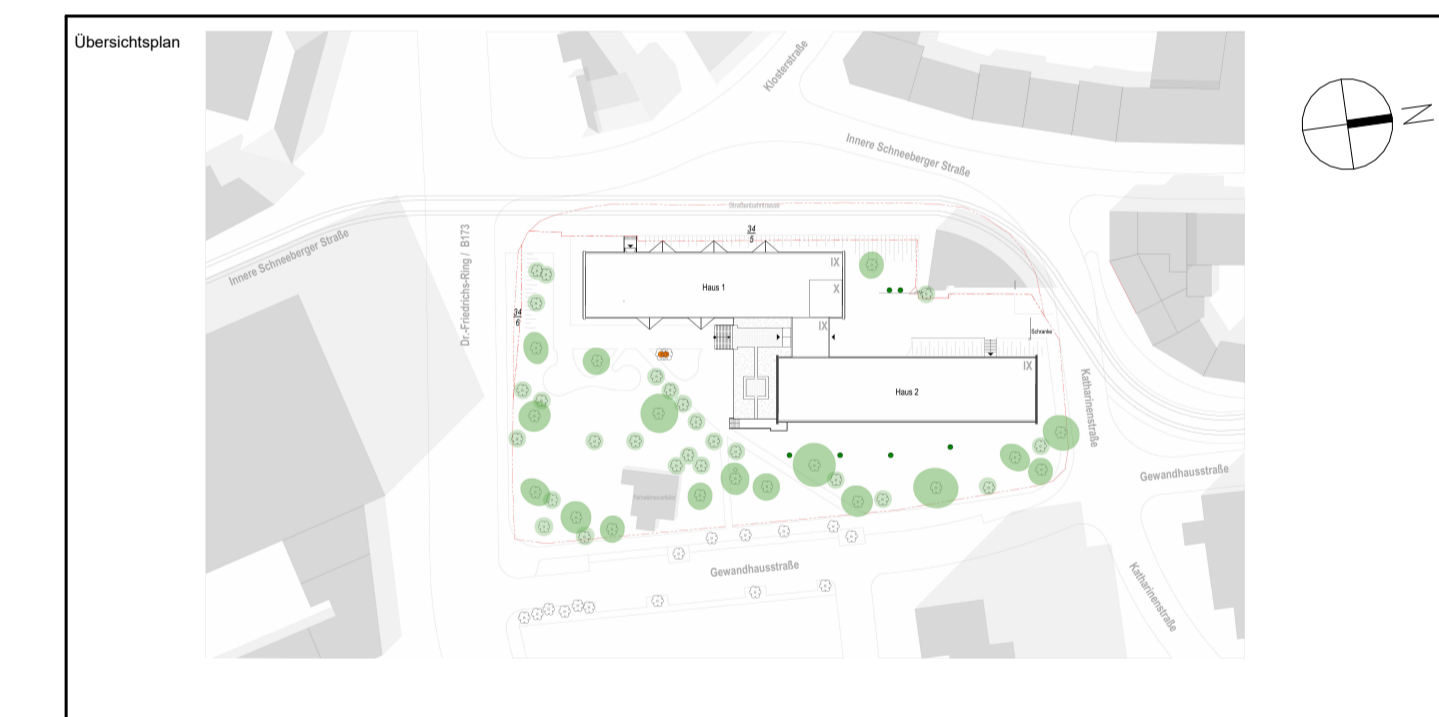 Übersichtsplan
Klosterstraße
Innere Schneeberger Straße
N
Straßenbahntrasse
Innere Schneeberger Straße
Dr.-Friedrichs-Ring / B173
34
5
IX
Haus 1
X
34
6
IX
Schranke
IX
Haus 2
Katharinenstraße
Gewandhausstraße
Gewandhausstraße
Katharinenstraße